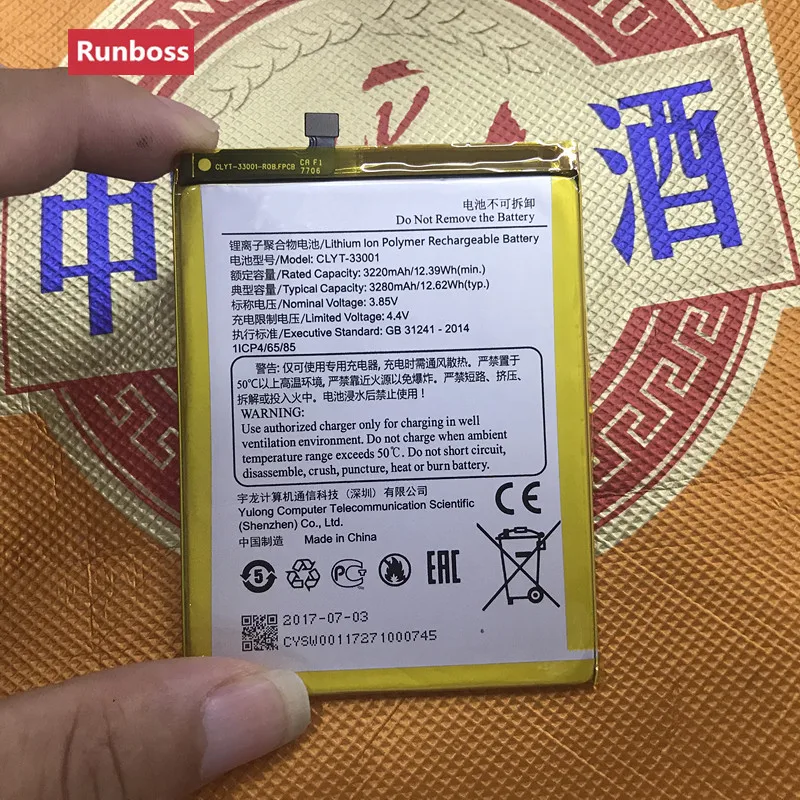 Runboss
CLYT-33001-R0B.FPCB
CA F1
7706
中
酒
电池不可拆卸
Do Not Remove the Battery
锂离子聚合物电池/Lithium Ion Polymer Rechargeable Battery
电池型号/Model: CLYT-33001
额定容量/Rated Capacity: 3220mAh/12.39Wh(min.)
典型容量/Typical Capacity: 3280mAh/12.62Wh(typ.)
标称电压/Nominal Voltage: 3.85V
充电限制电压/Limited Voltage: 4.4V
执行标准/Executive Standard: GB 31241 - 2014
1ICP4/65/85
警告: 仅可使用专用充电器, 充电时需通风散热。严禁置于
50℃以上高温环境, 严禁靠近火源以免爆炸。严禁短路、挤压、
拆解或投入火中。电池浸水后禁止使用!
WARNING:
Use authorized charger only for charging in well
ventilation environment. Do not charge when ambient
temperature range exceeds 50℃. Do not short circuit,
disassemble, crush, puncture, heat or burn battery.
宇龙计算机通信科技（深圳）有限公司
Yulong Computer Telecommunication Scientific
(Shenzhen) Co., Ltd.
中国制造 Made in China
CE
5
EAC
2017-07-03
CYSW00117271000745